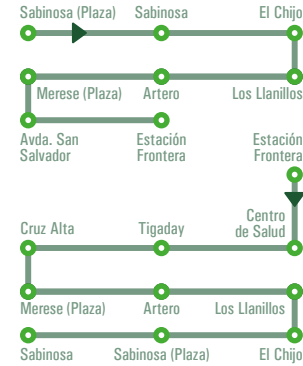 Sabinosa (Plaza) Sabinosa El Chijo
Merese (Plaza) Artero Los Llanillos
Avda. San
Salvador
Estación
Frontera
Estación
Frontera
Centro
de Salud
Cruz Alta Tigaday
Merese (Plaza) Artero Los Llanillos
Sabinosa Sabinosa (Plaza) El Chijo